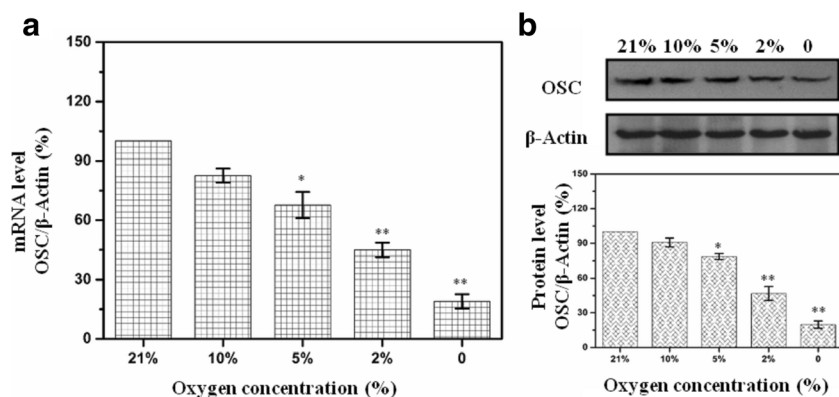 a
150
120
90
60
30
0
mRNA level
OSC/β-Actin (%)
*
**
**
21% 10% 5% 2% 0
Oxygen concentration (%)
b
21% 10% 5% 2% 0
OSC
β-Actin
150
120
90
60
30
0
Protein level
OSC/β-Actin (%)
*
**
**
21% 10% 5% 2% 0
Oxygen concentration (%)